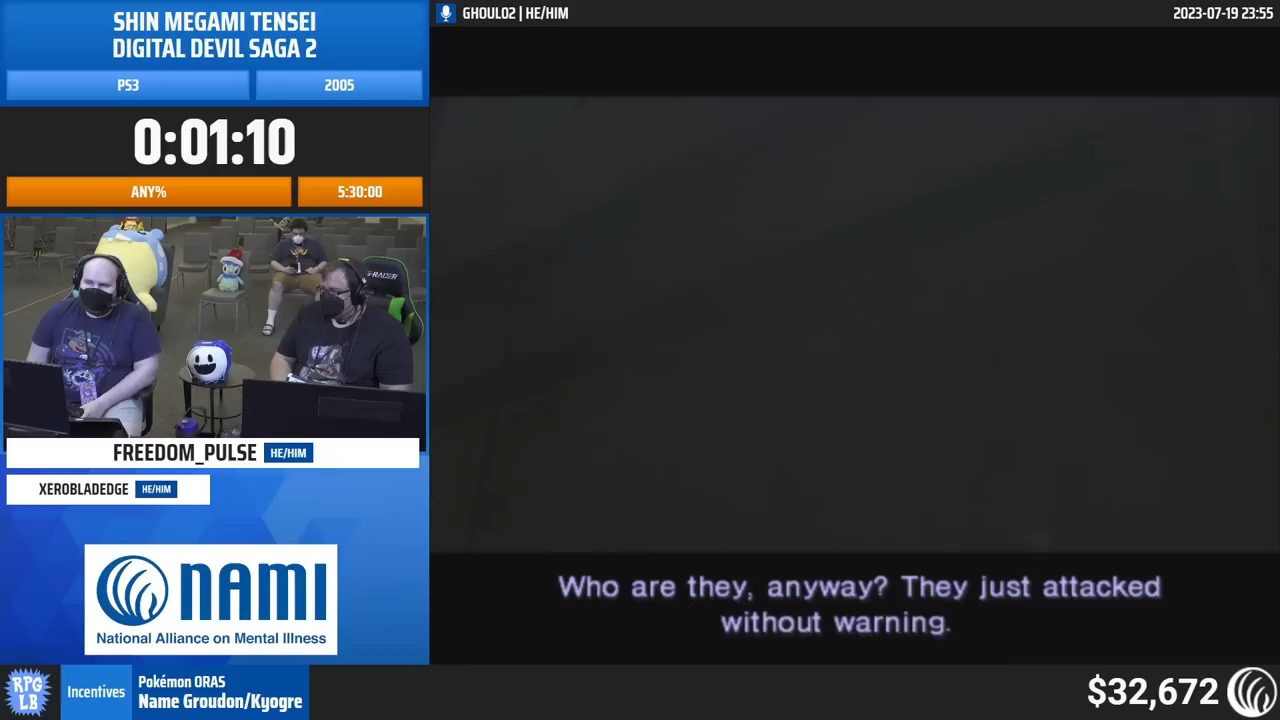 SHIN MEGAMI TENSEI
DIGITAL DEVIL SAGA 2
PS3
2005
0:01:10
ANY%
5:30:00
GHOUL02 | HE/HIM
2023-07-19 23:55
FREEDOM_PULSE HE/HIM
XEROBLADEDGE HE/HIM
NAMI
National Alliance on Mental Illness
Who are they, anyway? They just attacked
without warning.
RPG
LB
Incentives
Pokémon ORAS
Name Groudon/Kyogre
$32,672